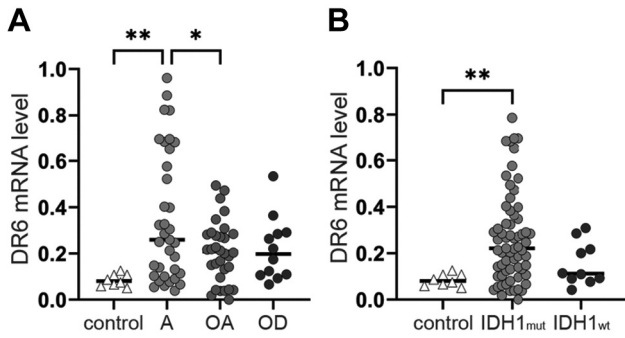 A
B
** *
**
DR6 mRNA level
1.0
0.8
0.6
0.4
0.2
0.0
control A OA OD
DR6 mRNA level
1.0
0.8
0.6
0.4
0.2
0.0
control IDH1mut IDH1wt